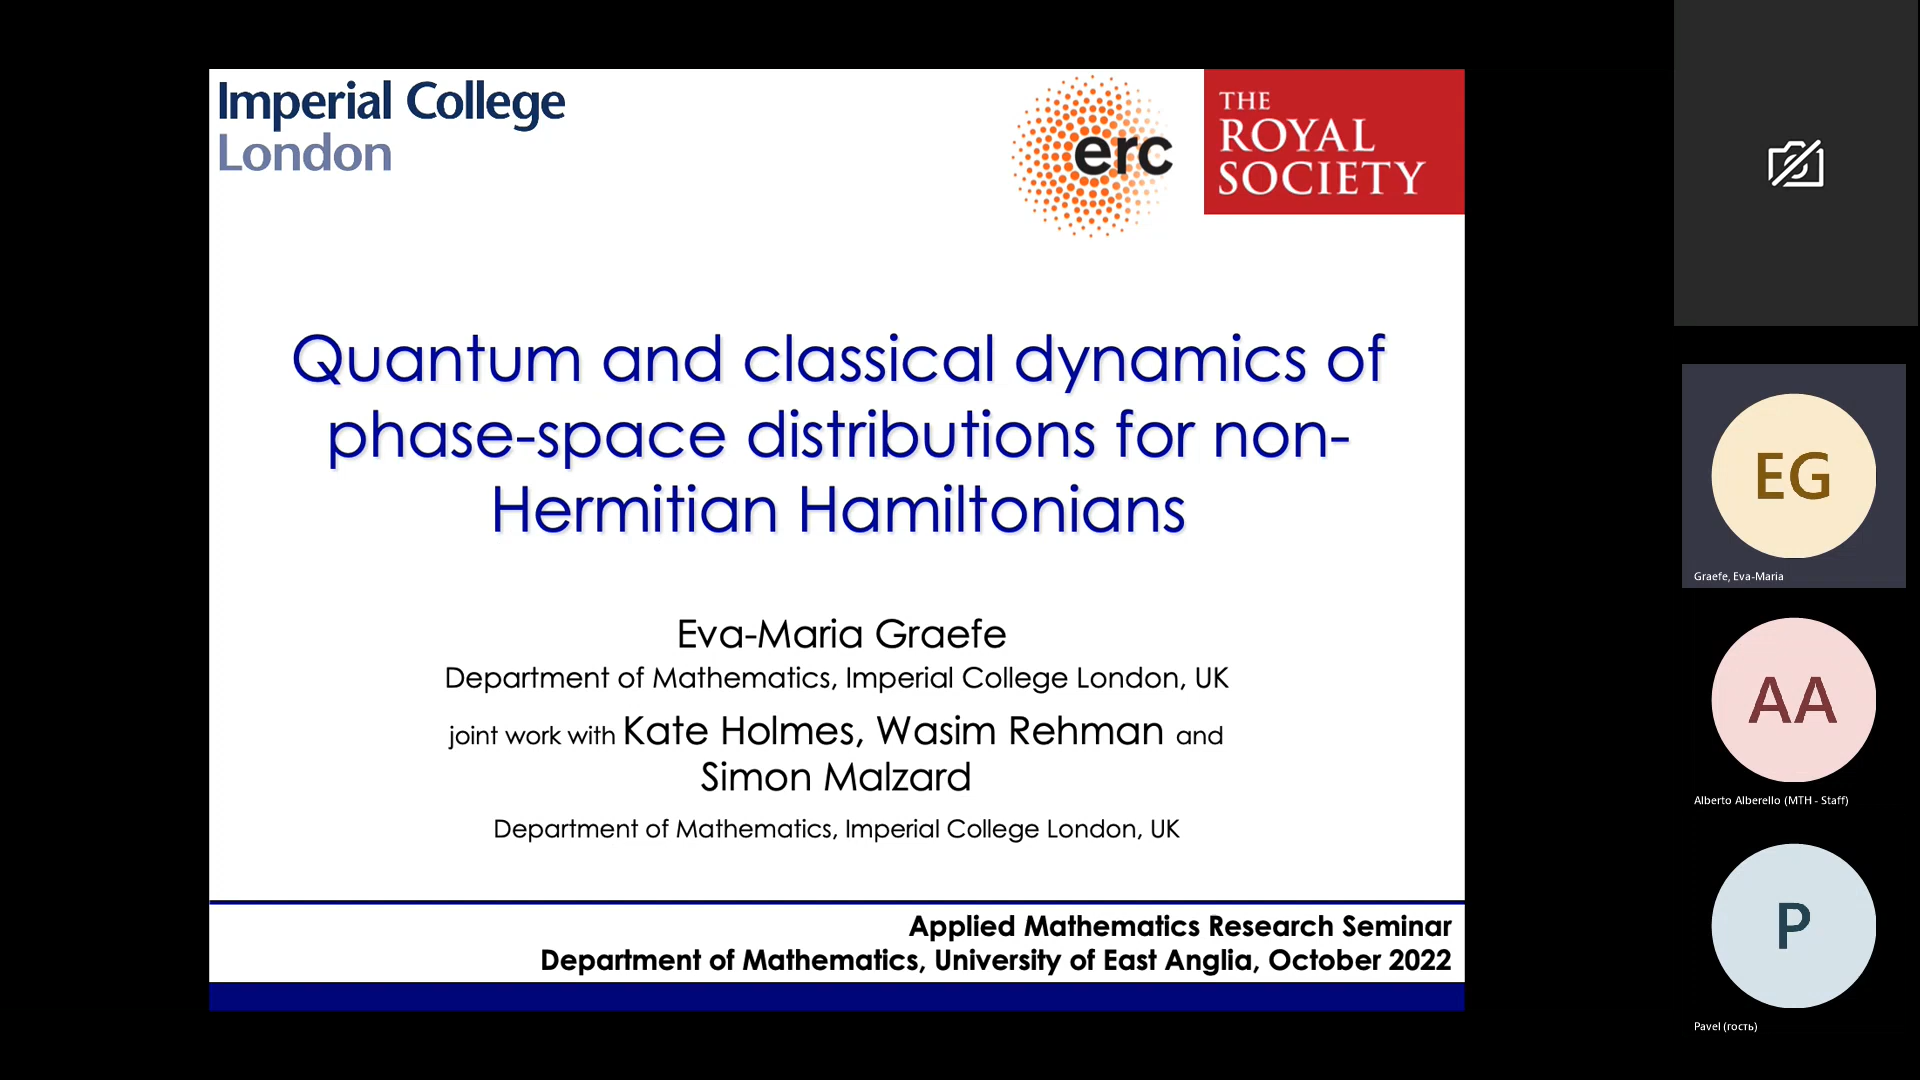 Imperial College
London
erc
THE
ROYAL
SOCIETY
Quantum and classical dynamics of
phase-space distributions for non-
Hermitian Hamiltonians
Eva-Maria Graefe
Department of Mathematics, Imperial College London, UK
joint work with Kate Holmes, Wasim Rehman and
Simon Malzard
Department of Mathematics, Imperial College London, UK
Applied Mathematics Research Seminar
Department of Mathematics, University of East Anglia, October 2022
EG
Graefe, Eva-Maria
AA
Alberto Alberello (MTH - Staff)
P
Pavel (гость)